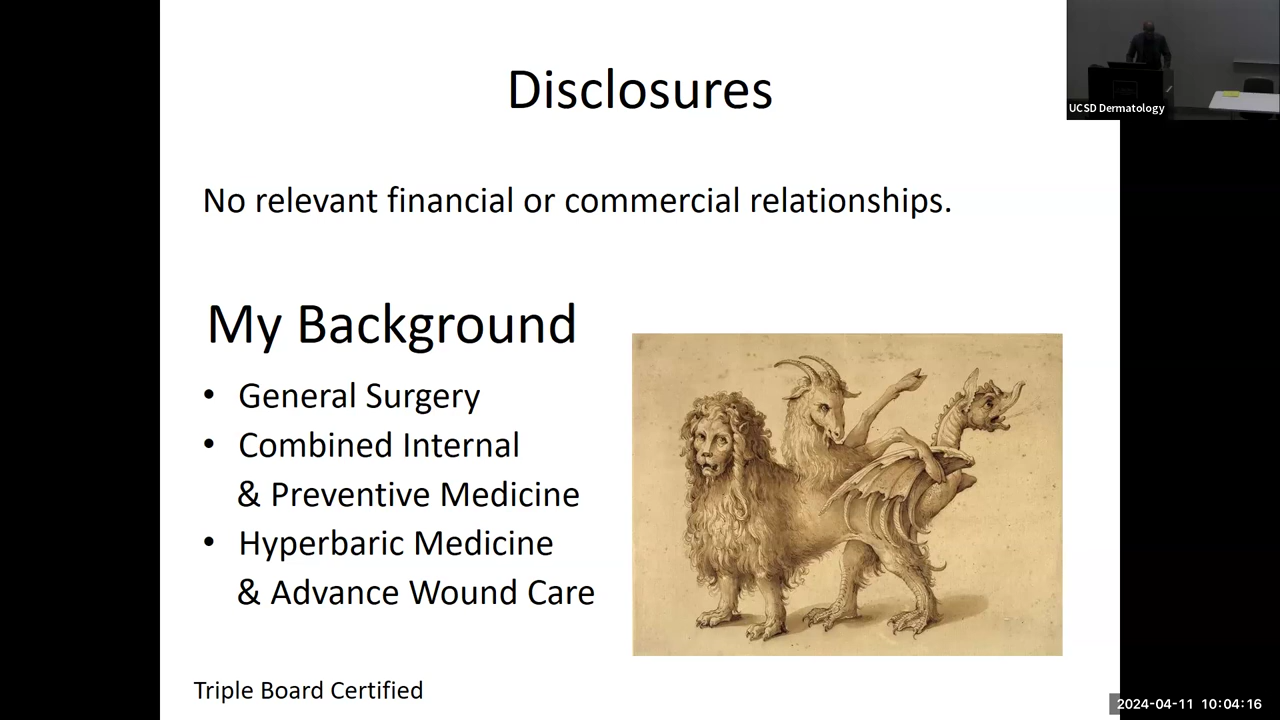 Disclosures
UCSD Dermatology
No relevant financial or commercial relationships.
My Background
• General Surgery
• Combined Internal
& Preventive Medicine
• Hyperbaric Medicine
& Advance Wound Care
Triple Board Certified
2024-04-11 10:04:16